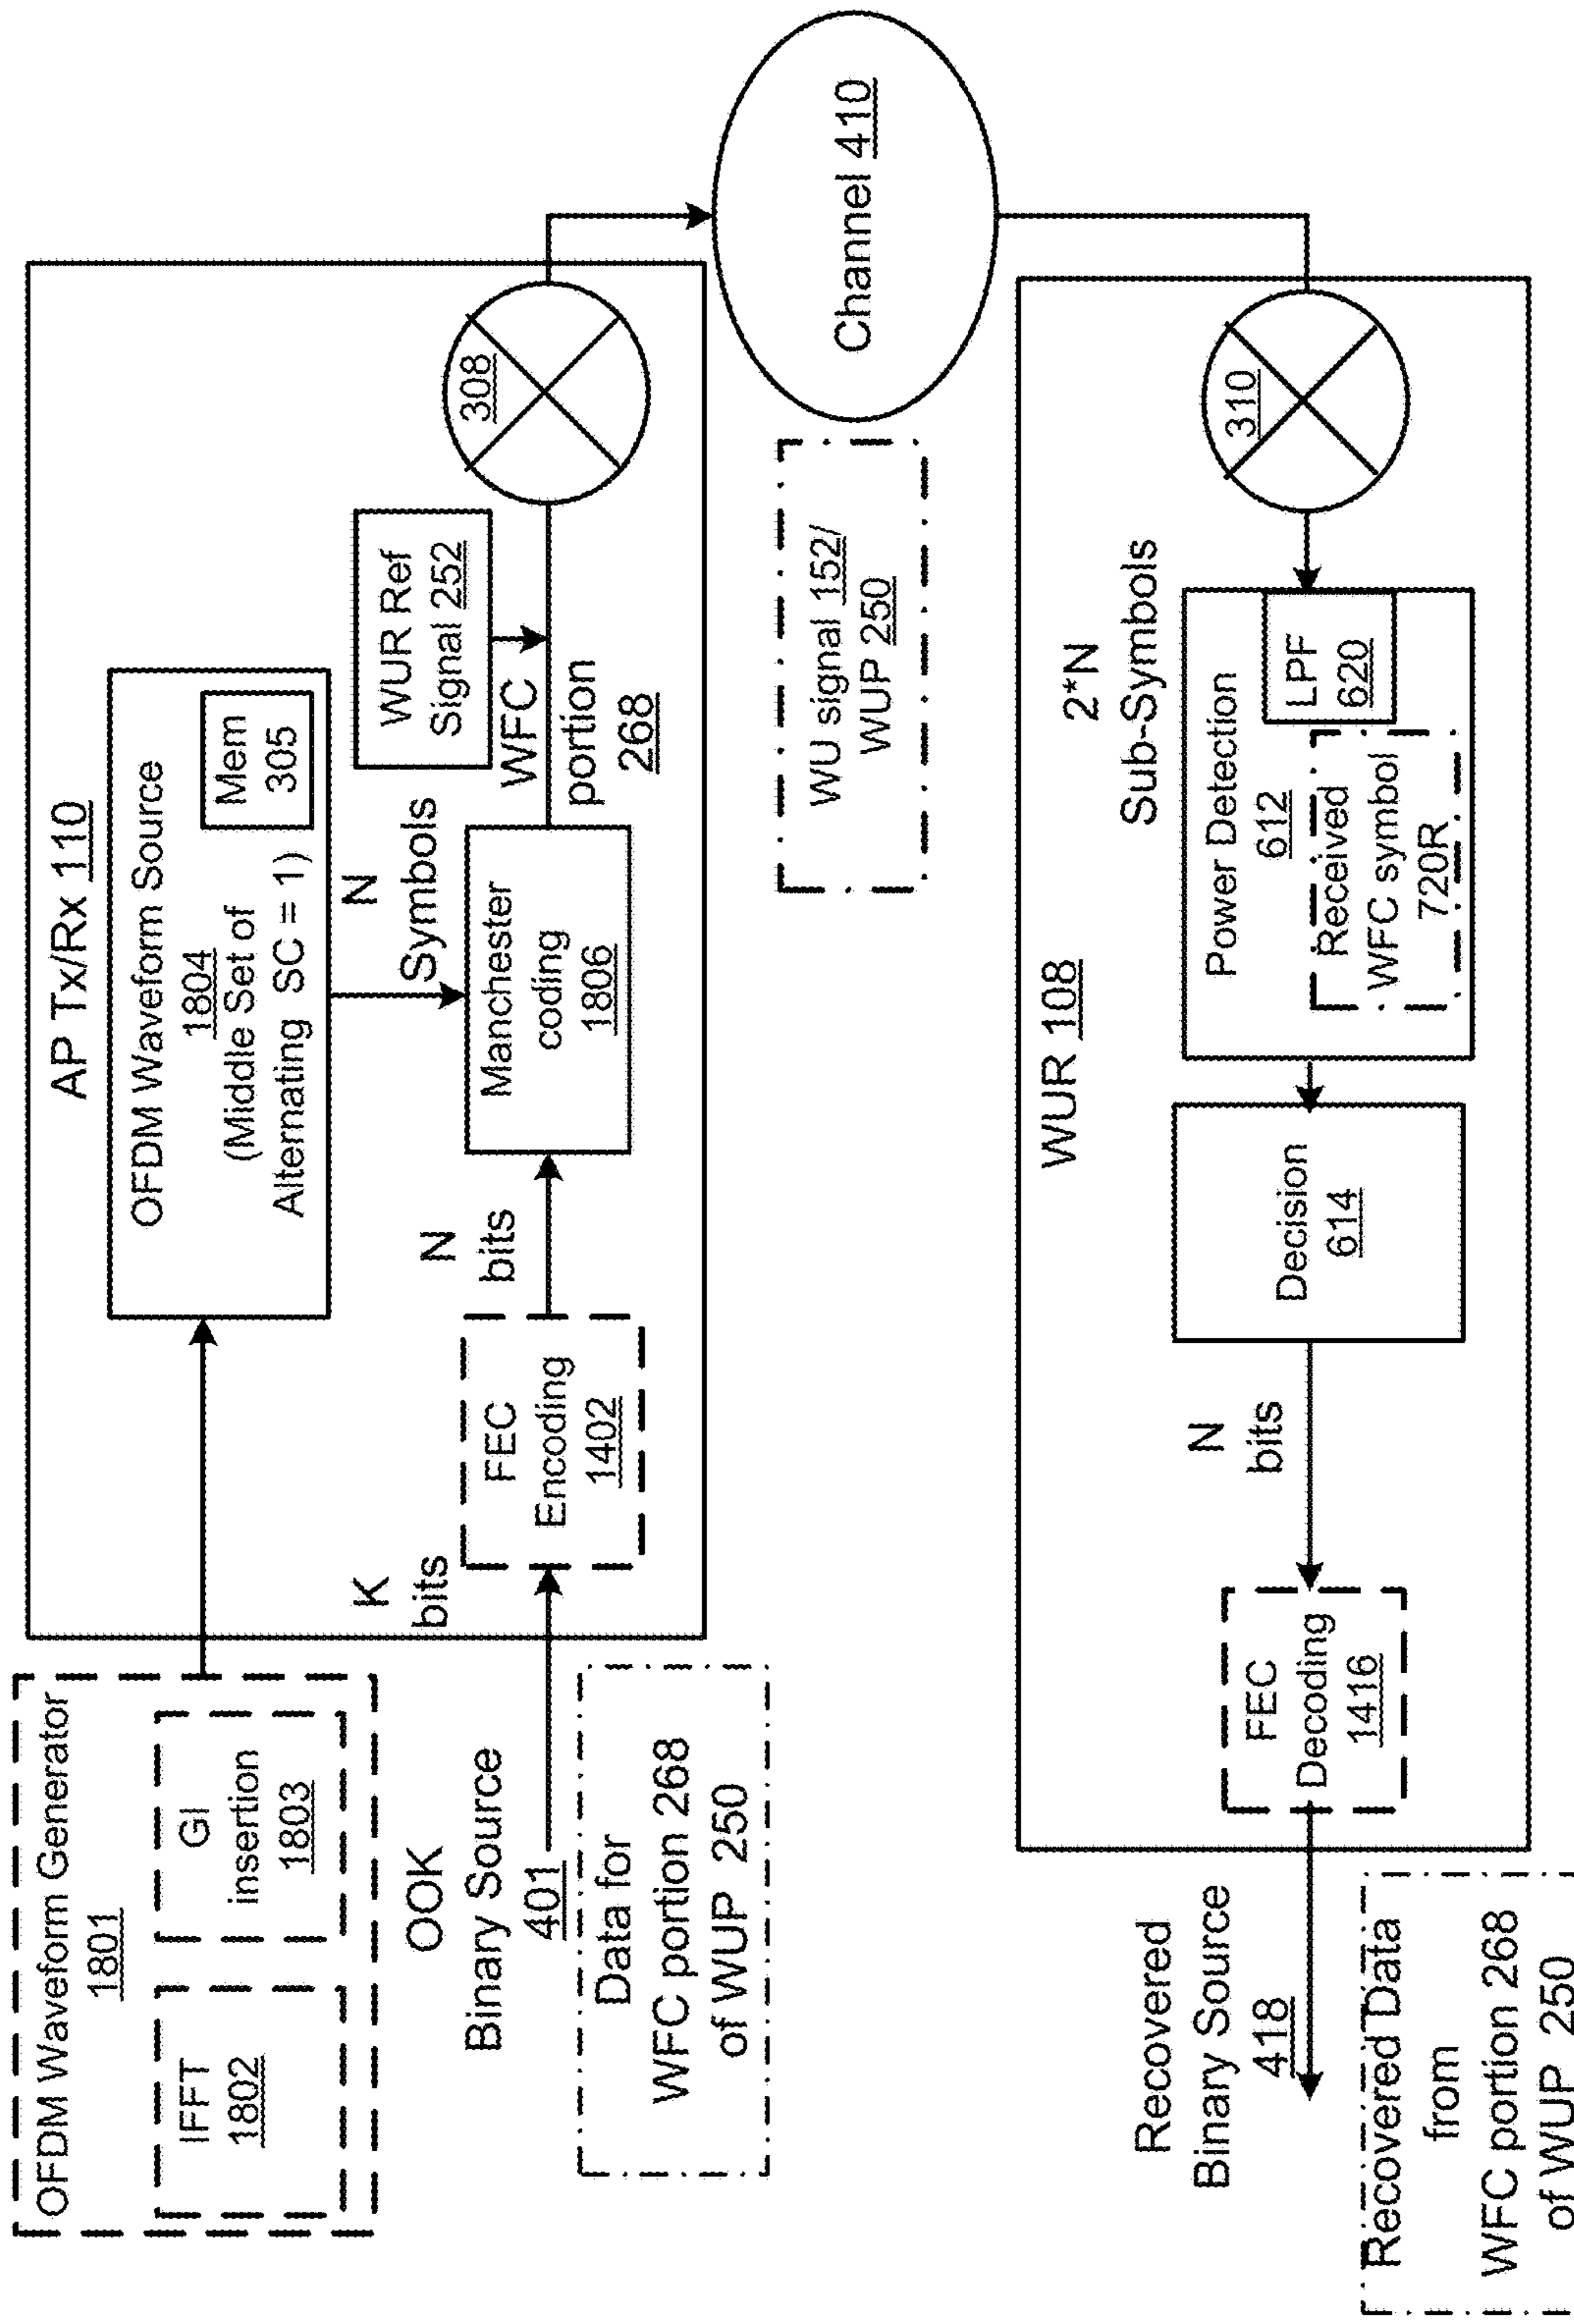 OFDM Waveform Generator
1801
IFFT
1802
GI
insertion
1803
AP Tx/Rx 110
OFDM Waveform Source
1804
(Middle Set of
Alternating SC = 1)
Mem
305
OOK
Binary Source
401
Data for
WFC portion 268
of WUP 250
K
bits
FEC
Encoding
1402
N
bits
N
Symbols
Manchester
coding
1806
WUR Ref
Signal 252
WFC
portion
268
308
Channel 410
WU signal 152/
WUP 250
WUR 108
310
2*N
Sub-Symbols
Power Detection
612
LPF
620
Received
WFC symbol
720R
Decision
614
N
bits
FEC
Decoding
1416
Recovered
Binary Source
418
Recovered Data
from
WFC portion 268
of WUP 250